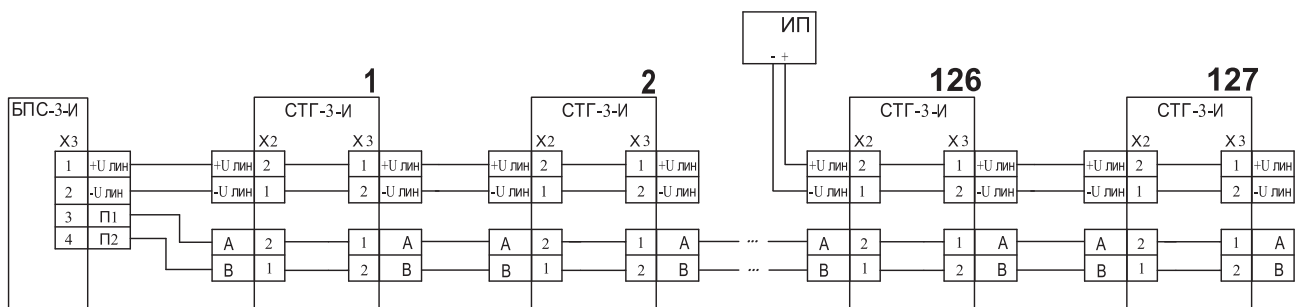 ИП
- +
1 2 126 127
БПС-3-И СТГ-3-И СТГ-3-И СТГ-3-И СТГ-3-И
X3 X2 X3 X2 X3 X2 X3 X2 X3
1 +U лин +U лин 2 1 +U лин +U лин 2 1 +U лин +U лин 2 1 +U лин +U лин 2 1 +U лин
2 -U лин -U лин 1 2 -U лин -U лин 1 2 -U лин -U лин 1 2 -U лин -U лин 1 2 -U лин
3 П1
4 П2
A 2 1 A A 2 1 A ... A 2 1 A A 2 1 A
B 1 2 B B 1 2 B ... B 1 2 B B 1 2 B